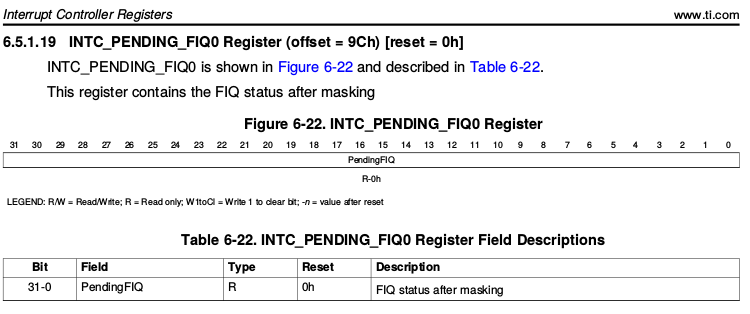 Interrupt Controller Registers www.ti.com
6.5.1.19 INTC_PENDING_FIQ0 Register (offset = 9Ch) [reset = 0h]
INTC_PENDING_FIQ0 is shown in Figure 6-22 and described in Table 6-22.
This register contains the FIQ status after masking
Figure 6-22. INTC_PENDING_FIQ0 Register
31 30 29 28 27 26 25 24 23 22 21 20 19 18 17 16 15 14 13 12 11 10 9 8 7 6 5 4 3 2 1 0
PendingFIQ
R-0h
LEGEND: R/W = Read/Write; R = Read only; W1toCl = Write 1 to clear bit; -n = value after reset
Table 6-22. INTC_PENDING_FIQ0 Register Field Descriptions
Bit Field Type Reset Description
31-0 PendingFIQ R 0h FIQ status after masking